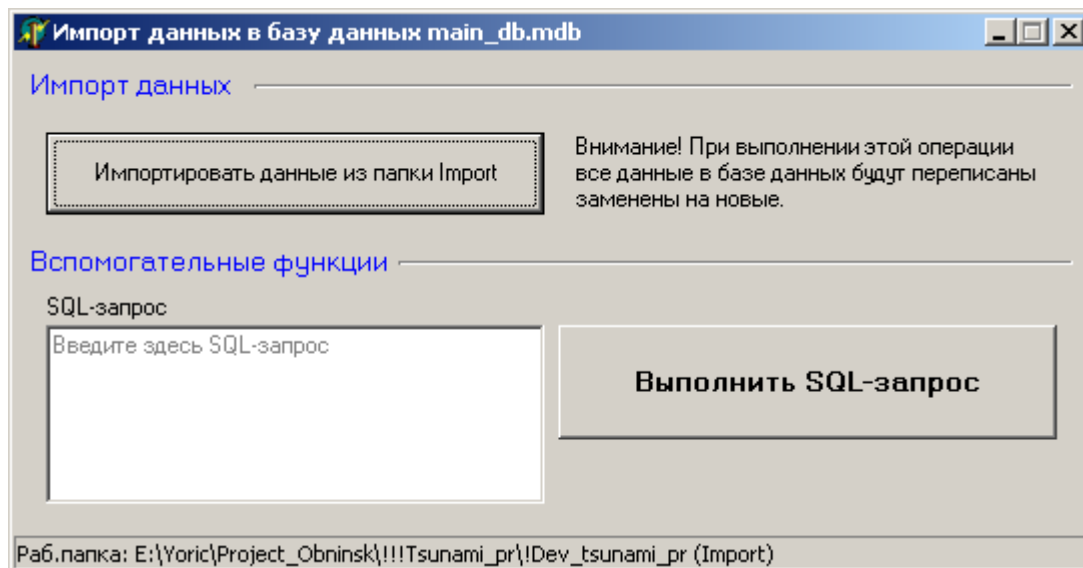 Импорт данных в базу данных main_db.mdb
Импорт данных
Импортировать данные из папки Import
Внимание! При выполнении этой операции
все данные в базе данных будут переписаны
заменены на новые.
Вспомогательные функции
SQL-запрос
Введите здесь SQL-запрос
Выполнить SQL-запрос
Раб.папка: E:\Yoric\Project_Obninsk\!!!Tsunami_pr\!Dev_tsunami_pr (Import)